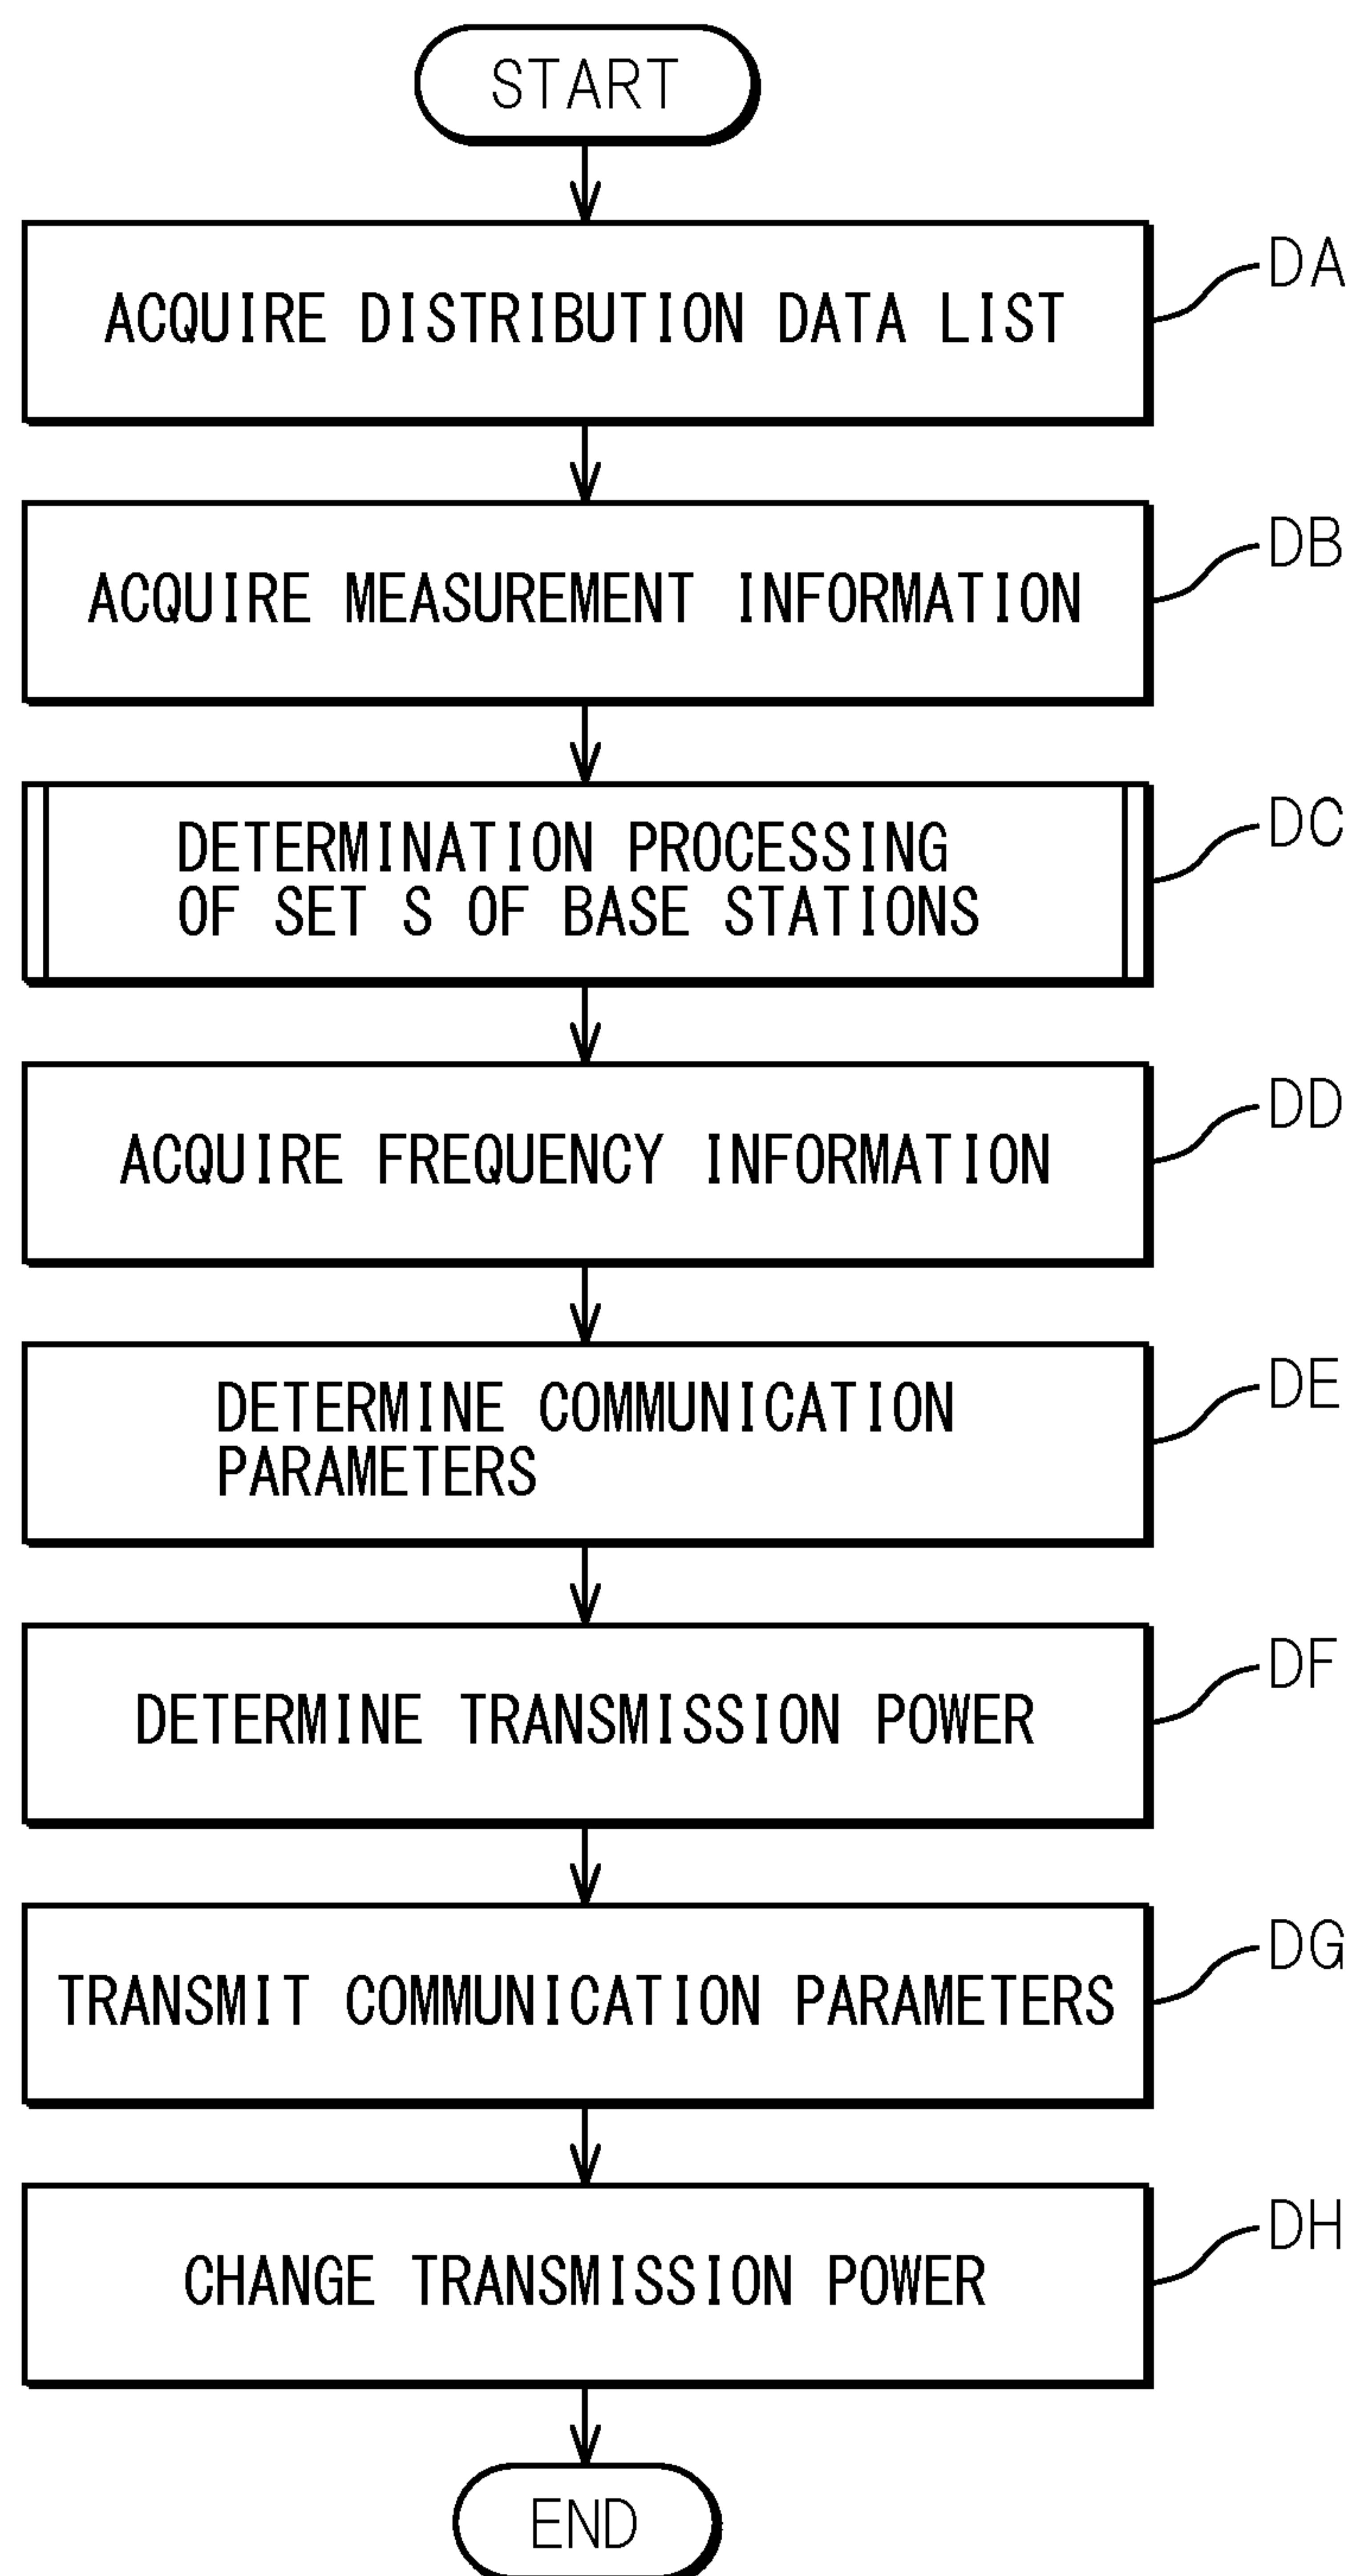 START
ACQUIRE DISTRIBUTION DATA LIST
DA
ACQUIRE MEASUREMENT INFORMATION
DB
DETERMINATION PROCESSING
OF SET S OF BASE STATIONS
DC
ACQUIRE FREQUENCY INFORMATION
DD
DETERMINE COMMUNICATION
PARAMETERS
DE
DETERMINE TRANSMISSION POWER
DF
TRANSMIT COMMUNICATION PARAMETERS
DG
CHANGE TRANSMISSION POWER
DH
END